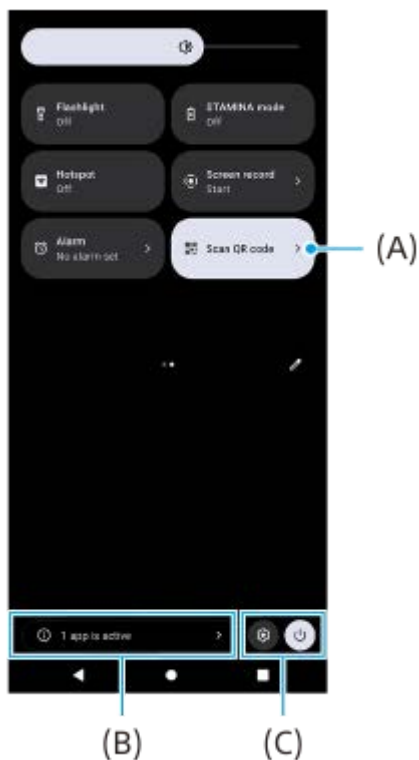 Flashlight
Off
STAMINA mode
Off
Hotspot
Off
Screen record
Start
Alarm
No alarm set
Scan QR code
(A)
1 app is active
(B)
(C)